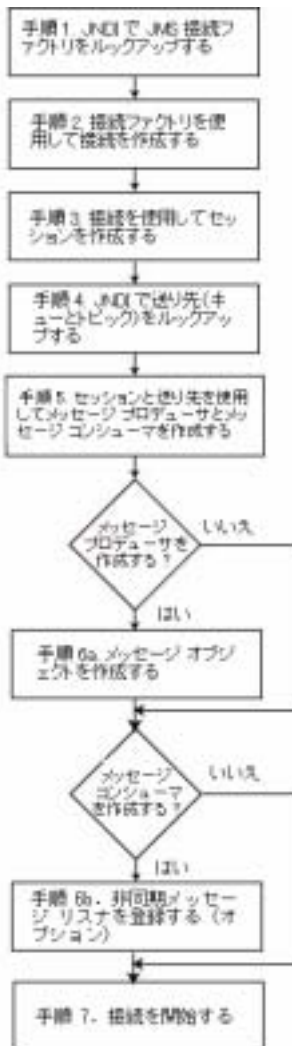 手順 1. JNDI で JMS 接続フ
ァクトリをルックアップする
手順 2. 接続ファクトリを使
用して接続を作成する
手順 3. 接続を使用してセッ
ションを作成する
手順 4. JNDI で送り先(キ
ューとトピック)をルックアッ
プする
手順 5. セッションと送り先を使用
してメッセージ プロデューサとメッ
セージ コンシューマを作成する
メッセージ
プロデューサを
作成する ?
いいえ
はい
手順 6a. メッセージ オブジ
ェクトを作成する
メッセージ
コンシューマ
を作成する ?
いいえ
はい
手順 6b. 非同期メッセー
ジ リスナを登録する (オ
プション)
手順 7. 接続を開始する